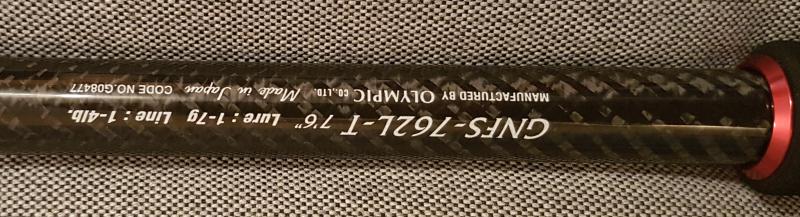 GNFS-762L-T 7'6" Lure : 1-7g Line : 1-4lb.
MANUFACTURED BY OLYMPIC CO.,LTD. Made in Japan CODE NO.G08477